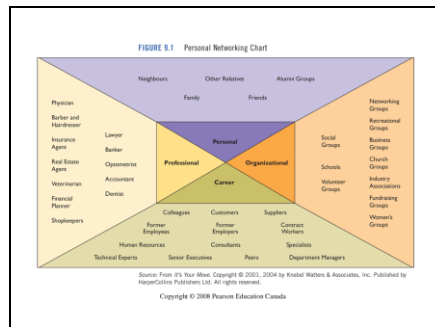 FIGURE 9.1 Personal Networking Chart
Neighbours Other Relatives Alumni Groups
Family Friends
Physician
Barber and
Hairdresser
Insurance
Agent
Real Estate
Agent
Veterinarian
Financial
Planner
Shopkeepers
Lawyer
Banker
Optometrist
Accountant
Dentist
Personal
Professional
Organizational
Career
Social
Groups
Schools
Volunteer
Groups
Networking
Groups
Recreational
Groups
Business
Groups
Church
Groups
Industry
Associations
Fundraising
Groups
Women's
Groups
Colleagues Customers Suppliers
Former
Employees
Former
Employers
Contract
Workers
Human Resources Consultants Specialists
Technical Experts Senior Executives Peers Department Managers
Source: From It's Your Move. Copyright © 2001, 2004 by Knebel Watters & Associates, Inc. Published by
HarperCollins Publishers Ltd. All rights reserved.
Copyright © 2008 Pearson Education Canada